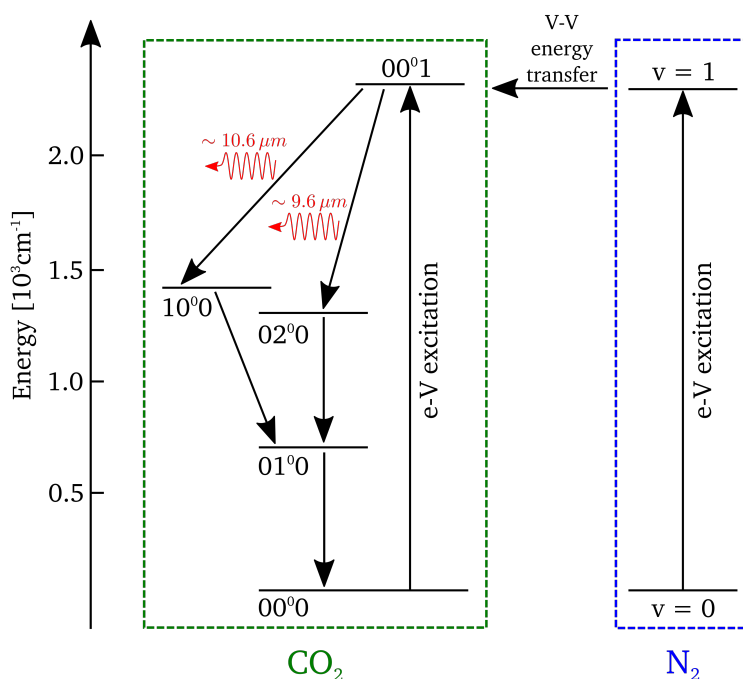 V-V
energy
transfer
00⁰1
v = 1
~ 10.6 μm
2.0
~ 9.6 μm
Energy [10³cm⁻¹]
1.5
10⁰0
02⁰0
e-V excitation
e-V excitation
1.0
01⁰0
0.5
00⁰0
v = 0
CO₂
N₂